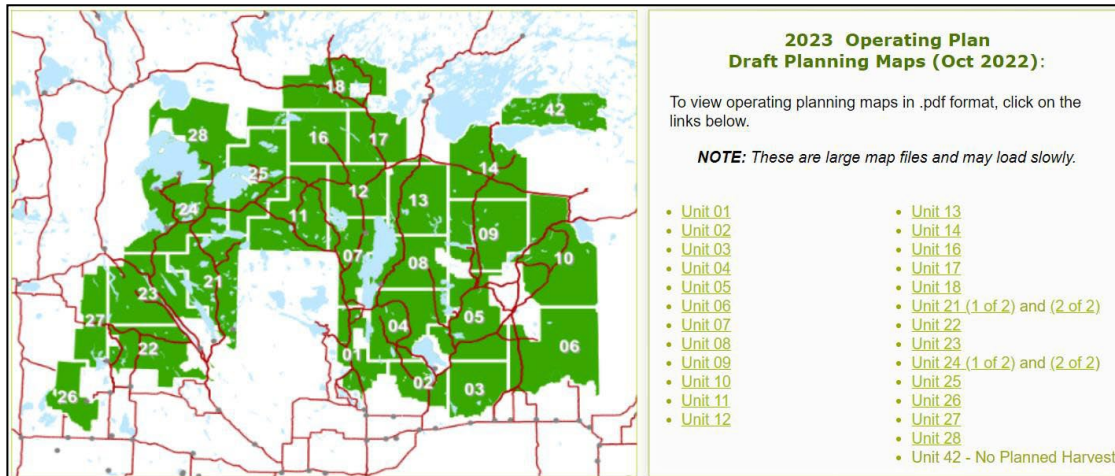 18
42
28
16
17
25
14
12
13
24
11
09
07
10
08
21
23
27
04
05
22
01
06
02
03
26
2023 Operating Plan
Draft Planning Maps (Oct 2022):
To view operating planning maps in .pdf format, click on the
links below.
NOTE: These are large map files and may load slowly.
Unit 01
Unit 02
Unit 03
Unit 04
Unit 05
Unit 06
Unit 07
Unit 08
Unit 09
Unit 10
Unit 11
Unit 12
Unit 13
Unit 14
Unit 16
Unit 17
Unit 18
Unit 21 (1 of 2) and (2 of 2)
Unit 22
Unit 23
Unit 24 (1 of 2) and (2 of 2)
Unit 25
Unit 26
Unit 27
Unit 28
Unit 42 - No Planned Harvest